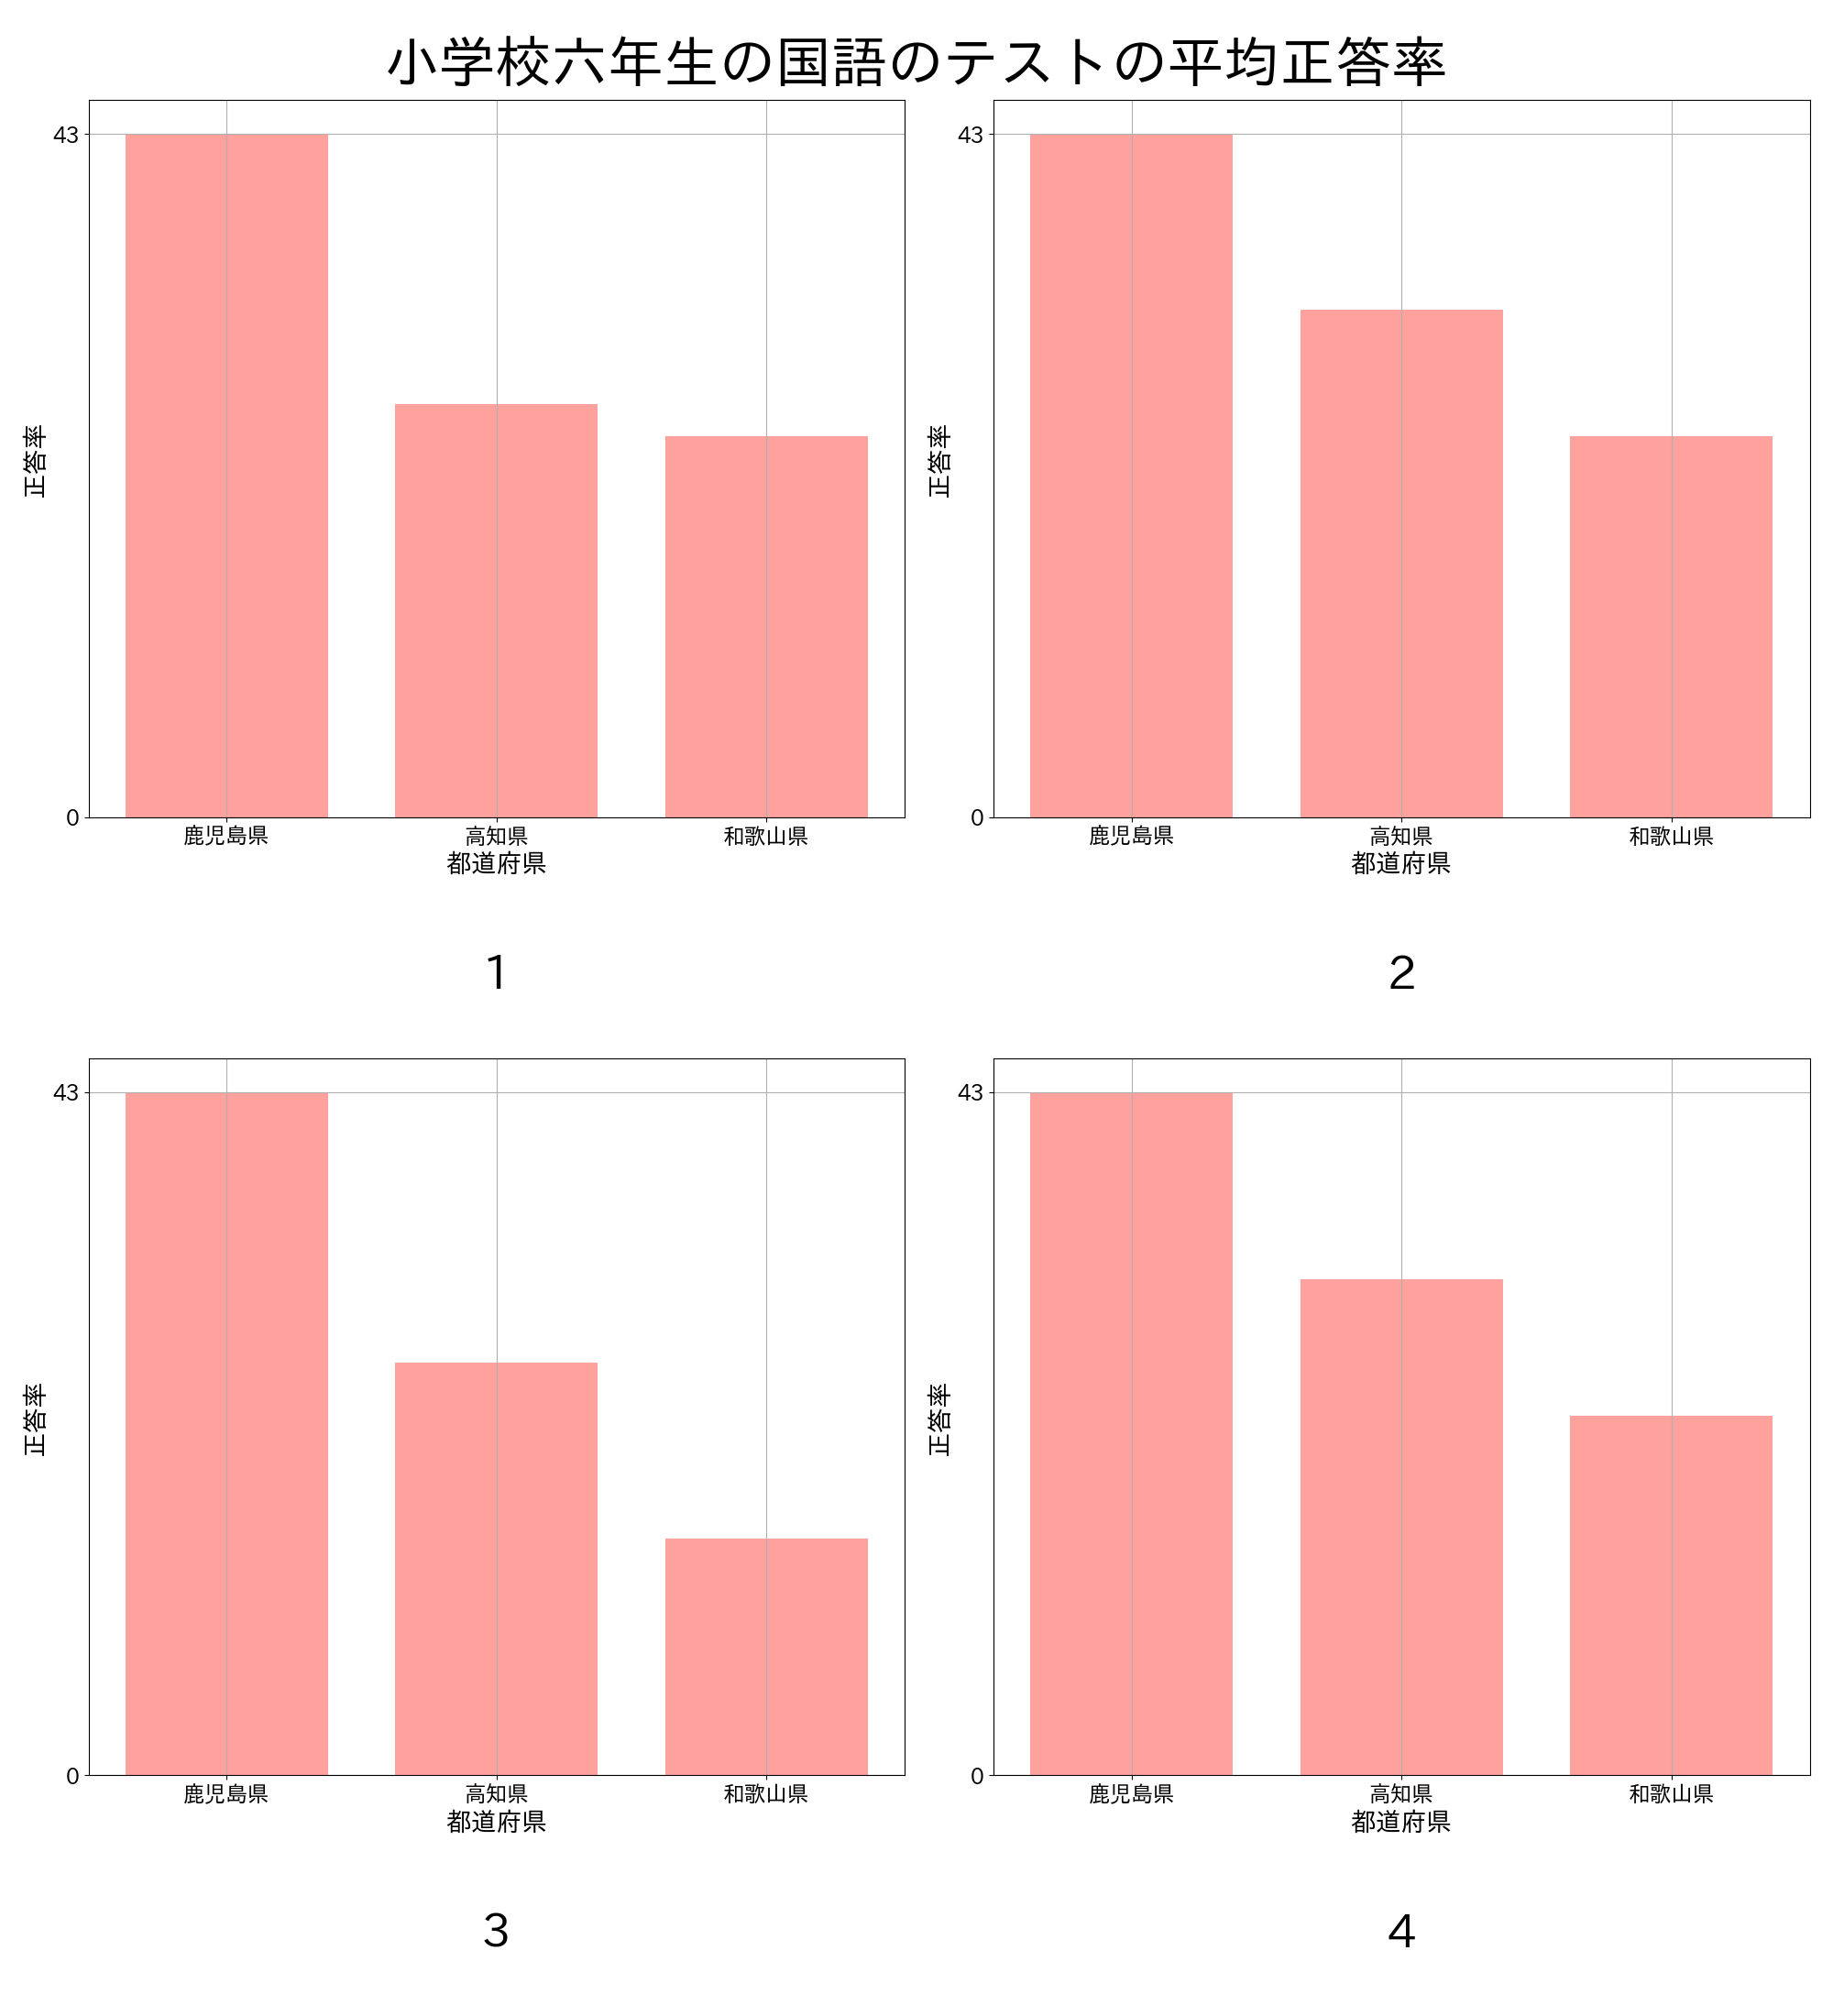 小学校六年生の国語のテストの平均正答率
43
正答率
0
鹿児島県 高知県 和歌山県
都道府県
1
43
正答率
0
鹿児島県 高知県 和歌山県
都道府県
2
43
正答率
0
鹿児島県 高知県 和歌山県
都道府県
3
43
正答率
0
鹿児島県 高知県 和歌山県
都道府県
4